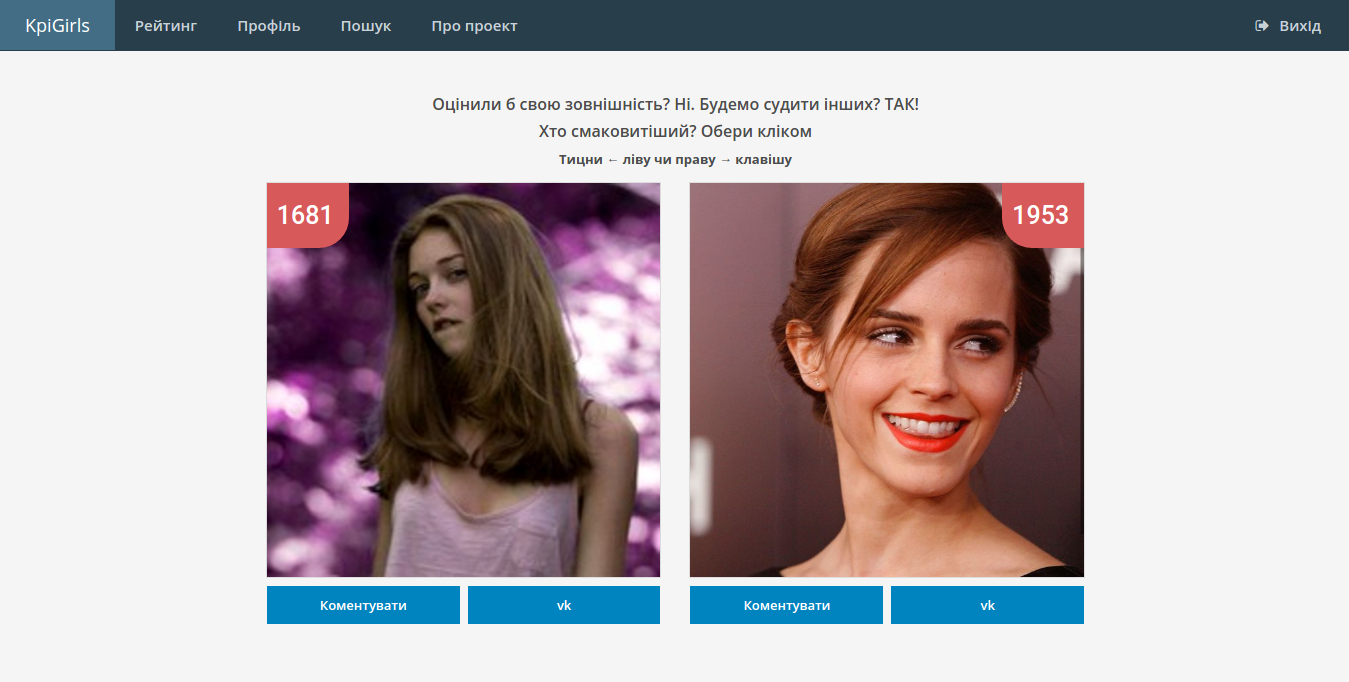 KpiGirls Рейтинг Профіль Пошук Про проект Вихід
Оцінили б свою зовнішність? Ні. Будемо судити інших? ТАК!
Хто смаковитіший? Обери кліком
Тицни ← ліву чи праву → клавішу
1681 1953
Коментувати vk Коментувати vk